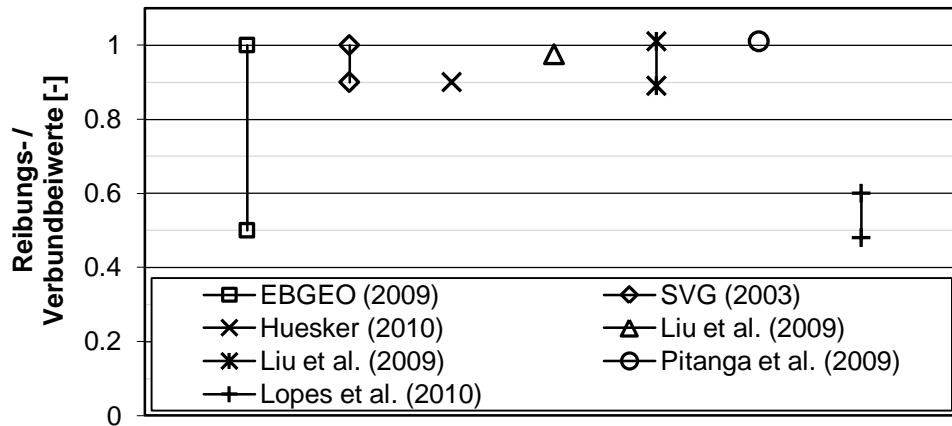 Reibungs- /
Verbundbeiwerte [-]
1
0.8
0.6
0.4
0.2
0
EBGEO (2009)
SVG (2003)
Huesker (2010)
Liu et al. (2009)
Liu et al. (2009)
Pitanga et al. (2009)
Lopes et al. (2010)